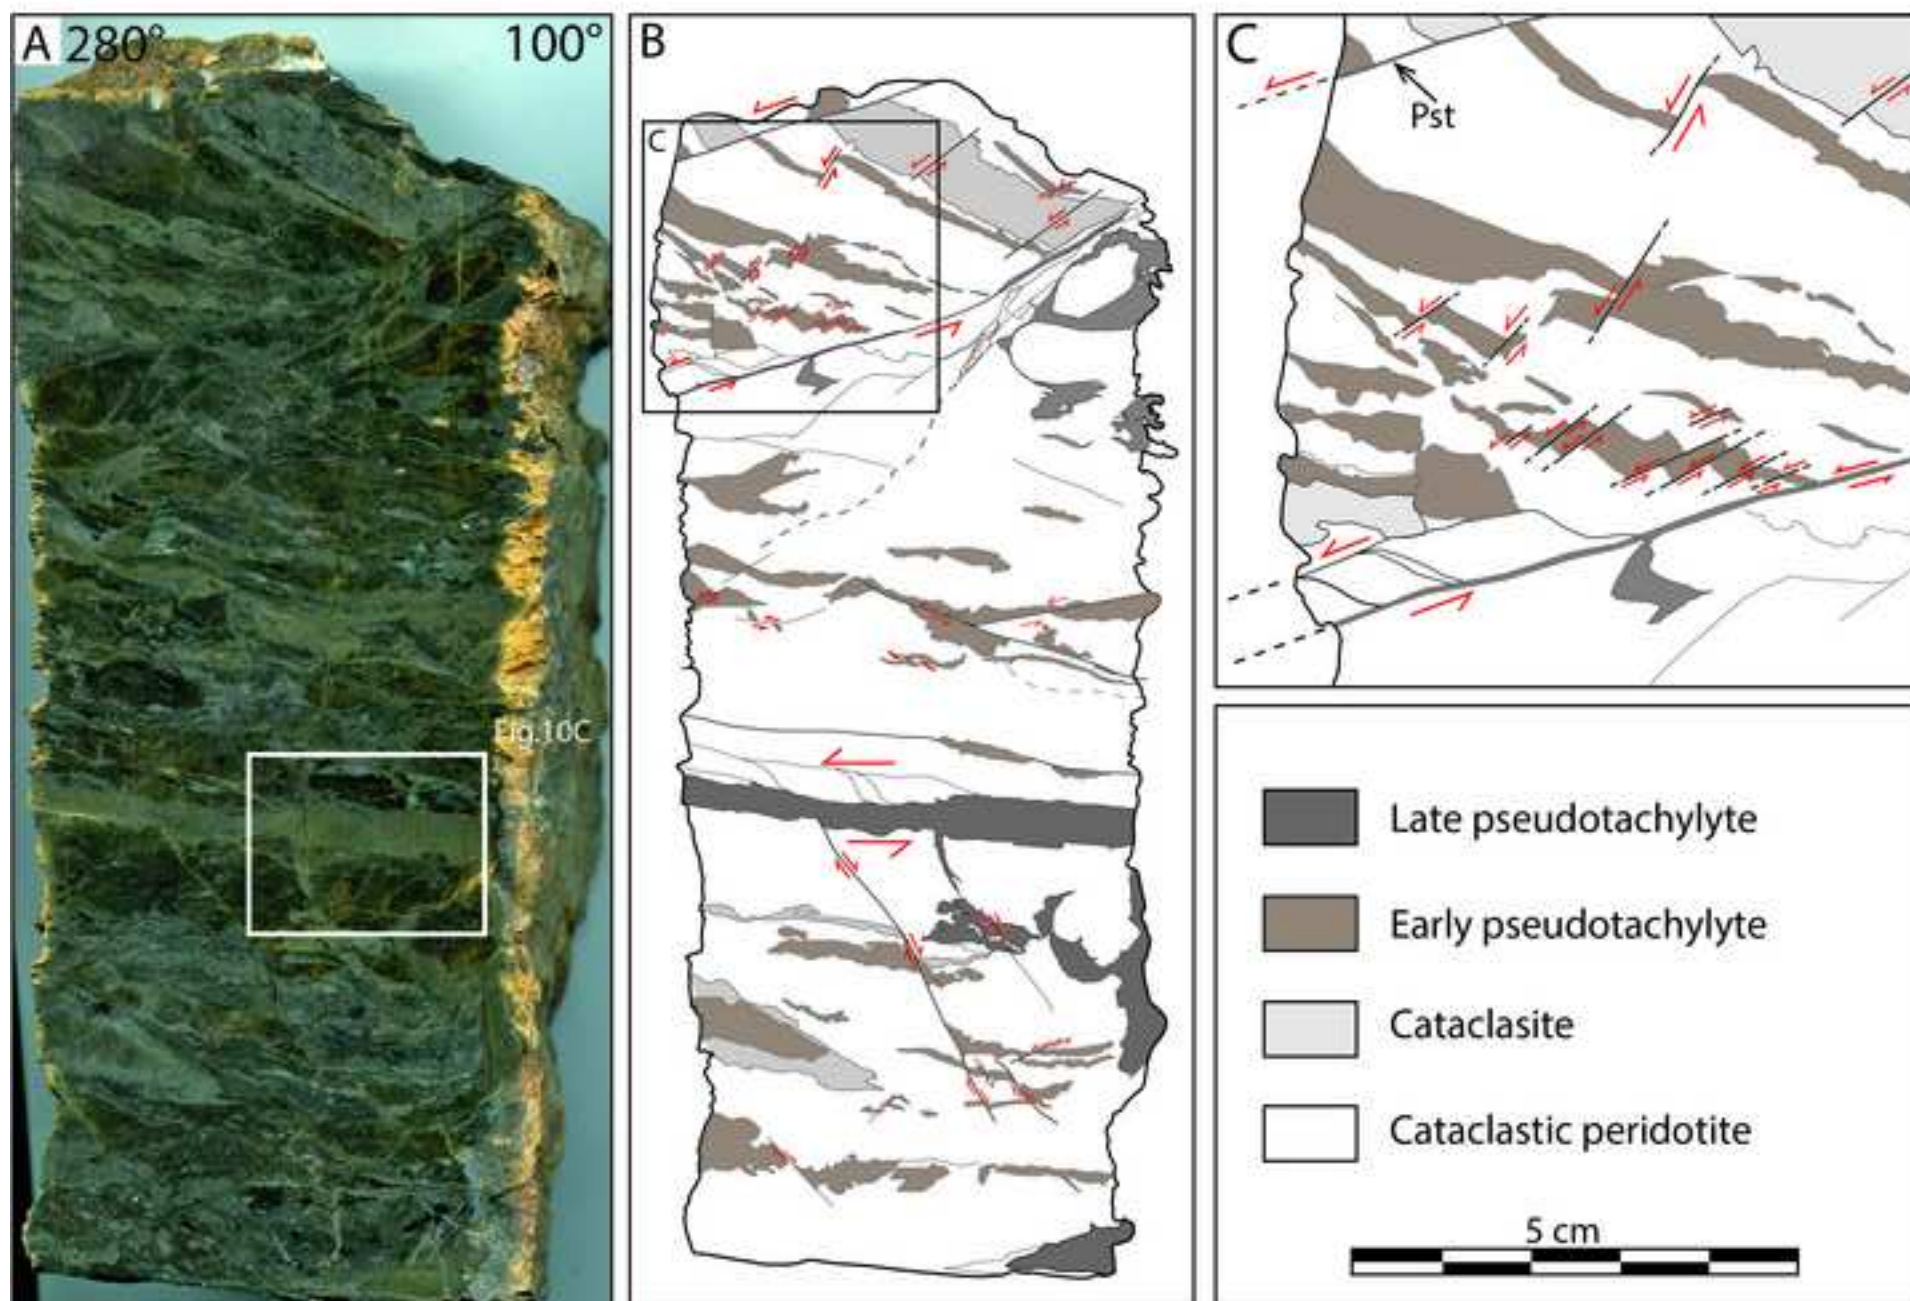 A 280° 100°
Fig.10C
B
C
C
Pst
Late pseudotachylyte
Early pseudotachylyte
Cataclasite
Cataclastic peridotite
5 cm